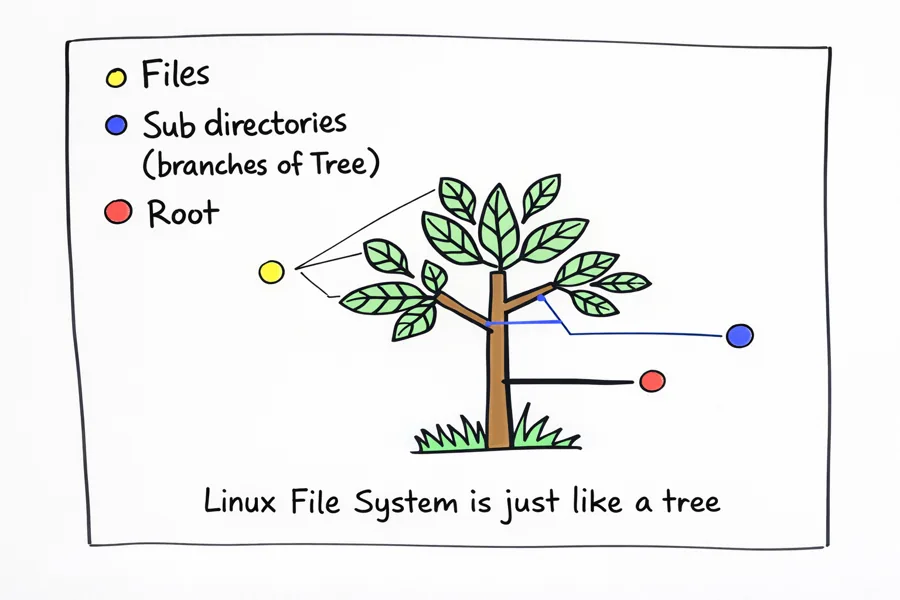 Files
Sub directories
(branches of Tree)
Root
Linux File System is just like a tree